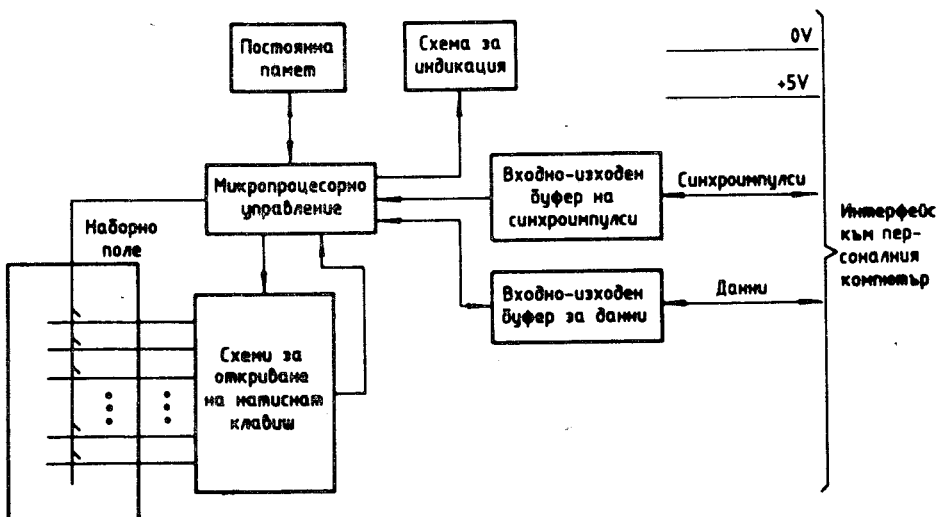 Постоянна
памет
Схема за
индикация
0V
+5V
Микропроцесорно
управление
Входно-изходен
буфер на
синхроимпулси
Синхроимпулси
Интерфейс
към пер-
соналния
компютър
Наборно
поле
Входно-изходен
буфер за данни
Данни
Схеми за
откриване
на натиснат
клавиш